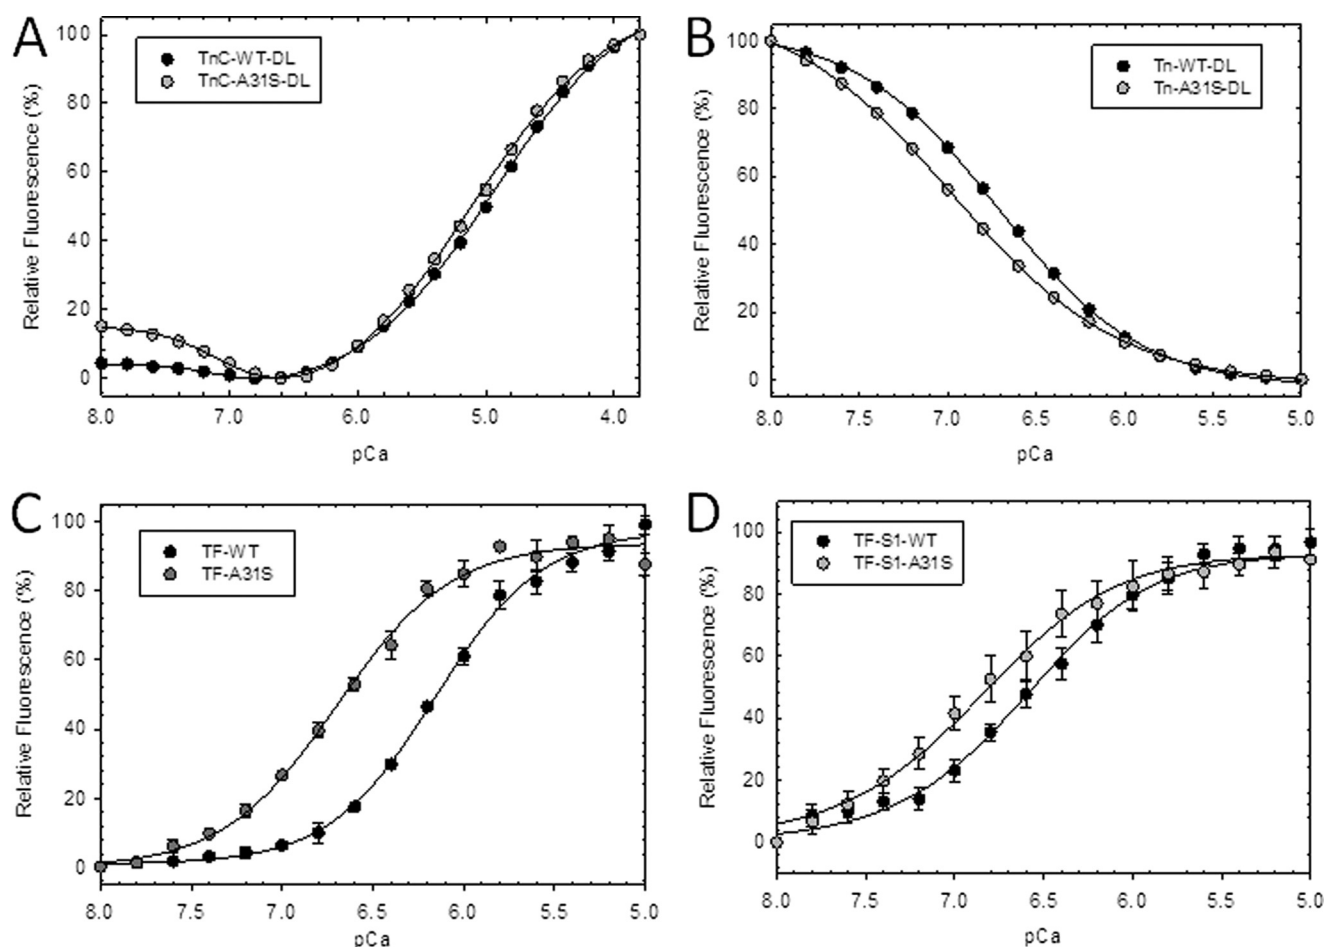 A
TnC-WT-DL
TnC-A31S-DL
Relative Fluorescence (%)
100
80
60
40
20
0
8.0 7.0 6.0 5.0 4.0
pCa
B
Tn-WT-DL
Tn-A31S-DL
Relative Fluorescence (%)
100
80
60
40
20
0
8.0 7.5 7.0 6.5 6.0 5.5 5.0
pCa
C
TF-WT
TF-A31S
Relative Fluorescence (%)
100
80
60
40
20
0
8.0 7.5 7.0 6.5 6.0 5.5 5.0
pCa
D
TF-S1-WT
TF-S1-A31S
Relative Fluorescence (%)
100
80
60
40
20
0
8.0 7.5 7.0 6.5 6.0 5.5 5.0
pCa